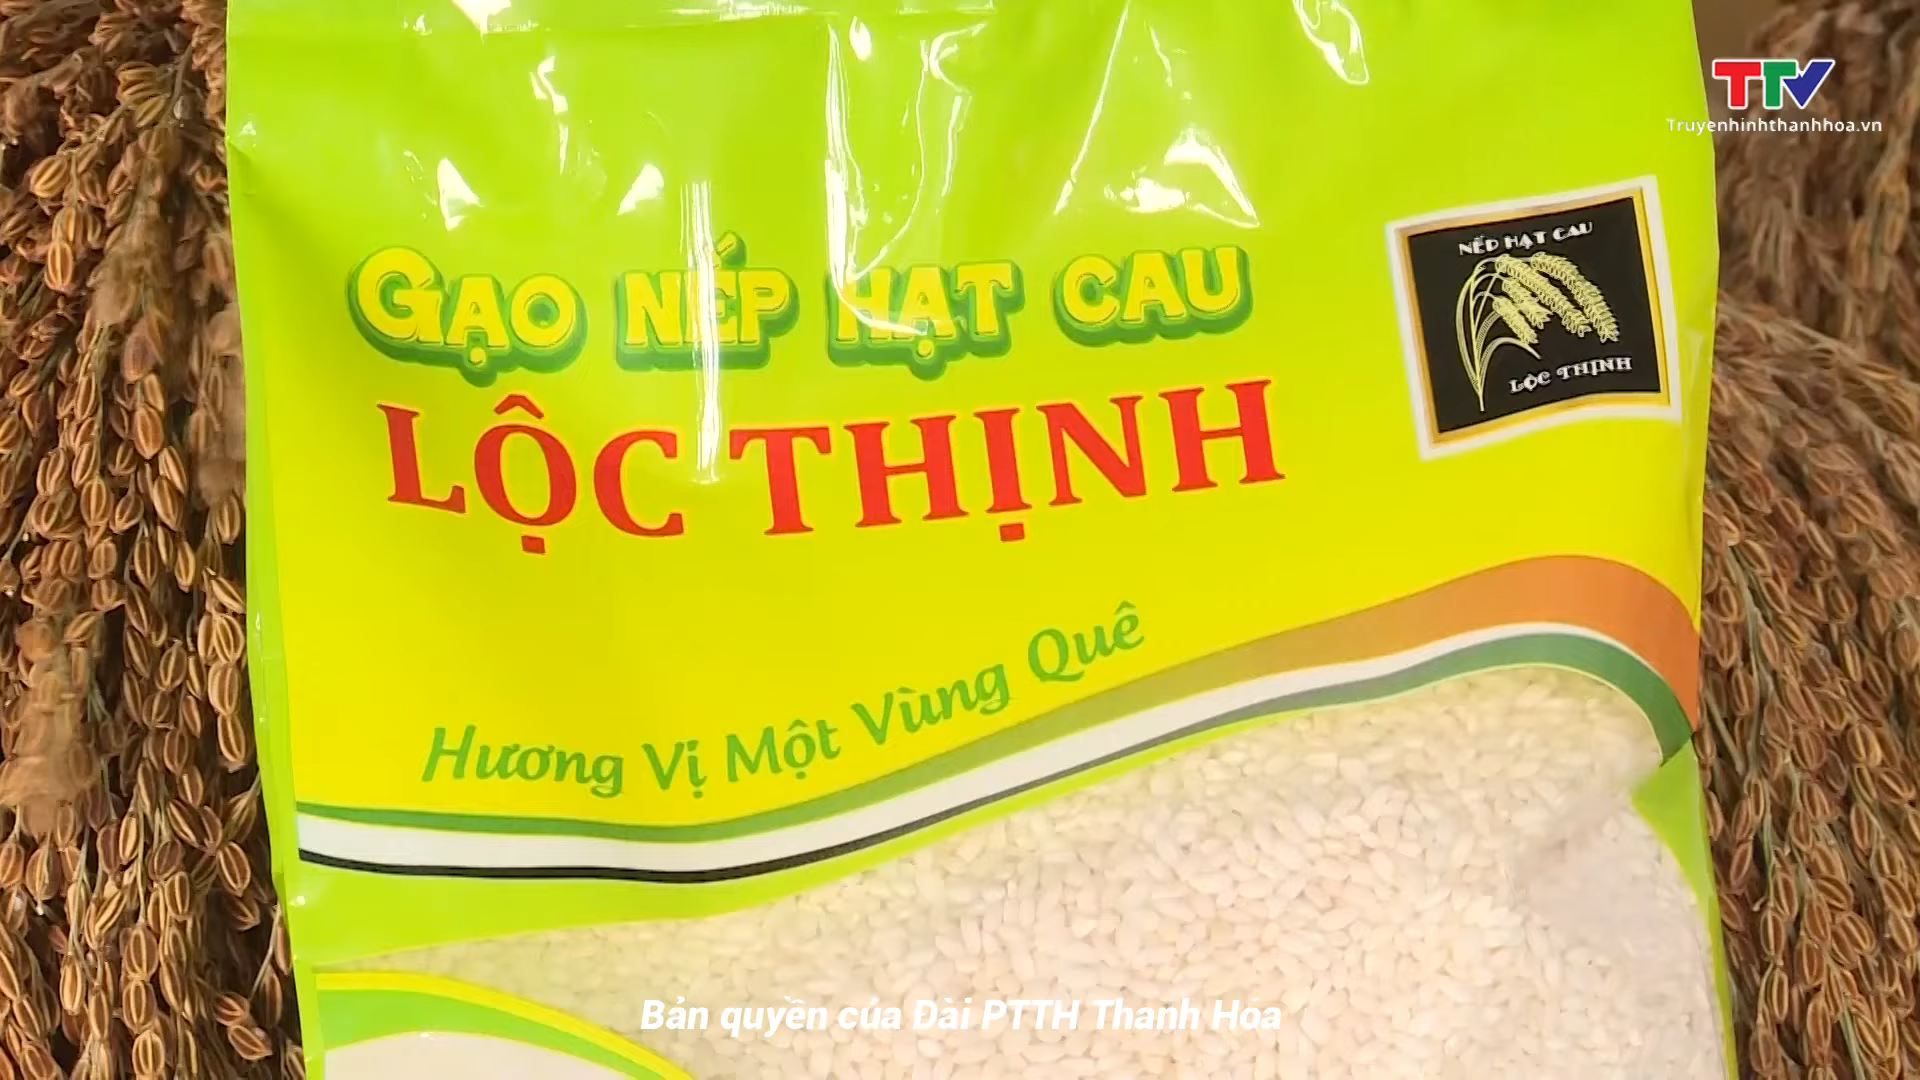 TTV
Truyenhinhthanhhoa.vn
NẾP HẠT CAU
LỘC THỊNH
GẠO NẾP HẠT CAU
LỘC THỊNH
Hương Vị Một Vùng Quê
Bản quyền của Đài PTTH Thanh Hóa